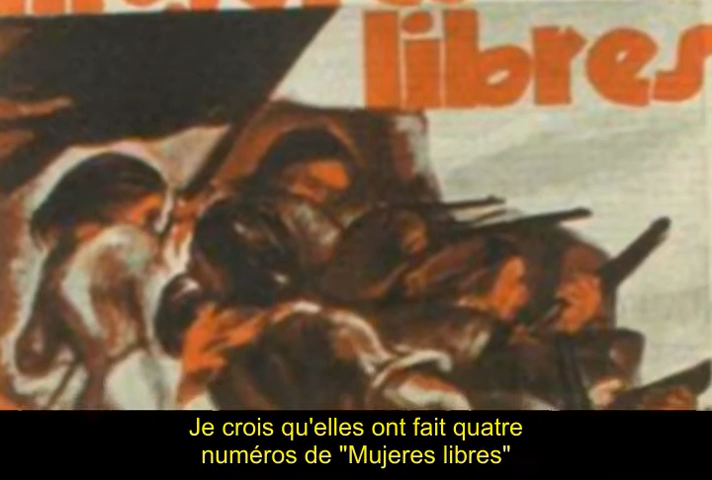 libres
Je crois qu'elles ont fait quatre
numéros de "Mujeres libres"